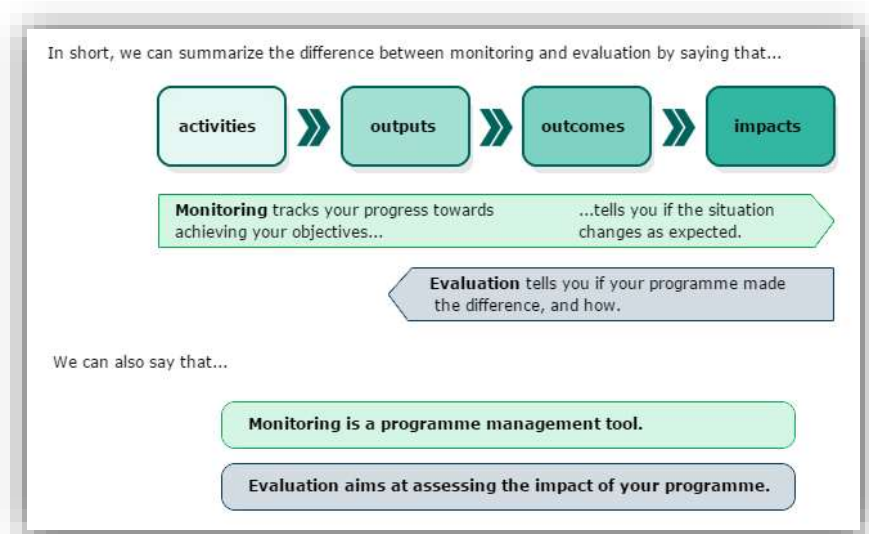 In short, we can summarize the difference between monitoring and evaluation by saying that...
activities
outputs
outcomes
impacts
Monitoring tracks your progress towards
achieving your objectives...
...tells you if the situation
changes as expected.
Evaluation tells you if your programme made
the difference, and how.
We can also say that...
Monitoring is a programme management tool.
Evaluation aims at assessing the impact of your programme.